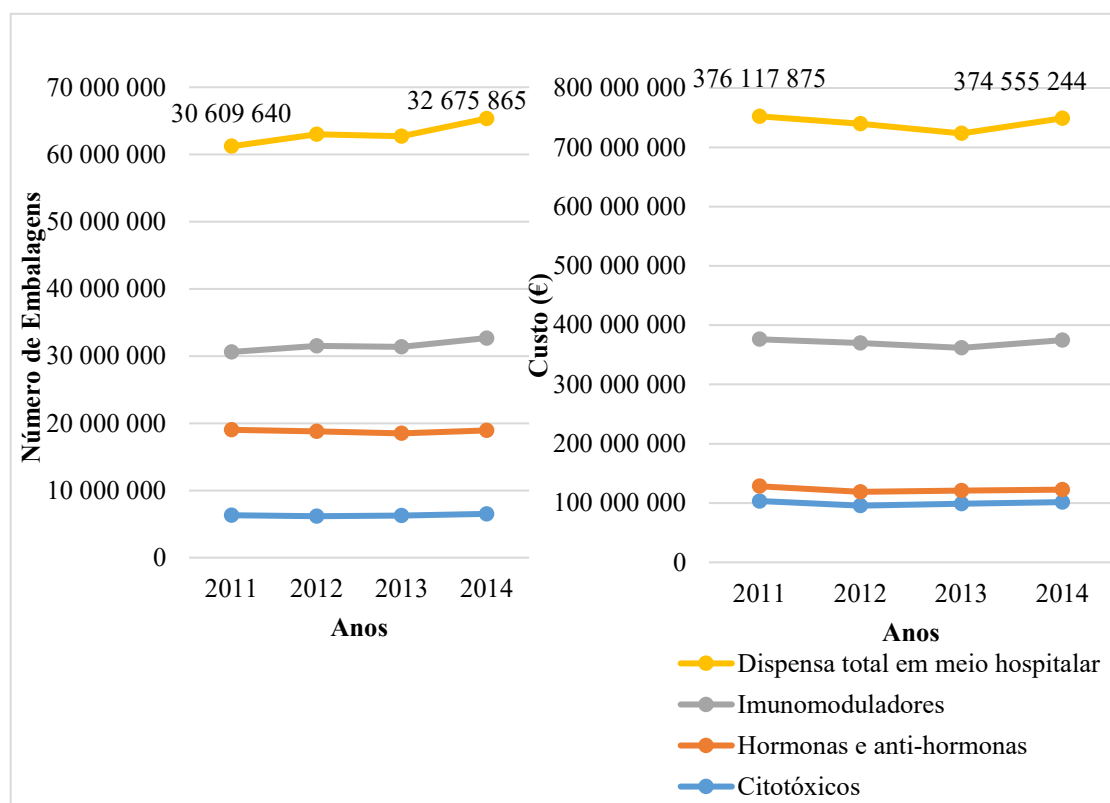 70 000 000
60 000 000
50 000 000
40 000 000
30 000 000
20 000 000
10 000 000
0
Número de Embalagens
30 609 640
32 675 865
2011 2012 2013 2014
Anos
800 000 000
700 000 000
600 000 000
500 000 000
400 000 000
300 000 000
200 000 000
100 000 000
0
Custo (€)
376 117 875
374 555 244
2011 2012 2013 2014
Anos
Dispensa total em meio hospitalar
Imunomoduladores
Hormonas e anti-hormonas
Citotóxicos